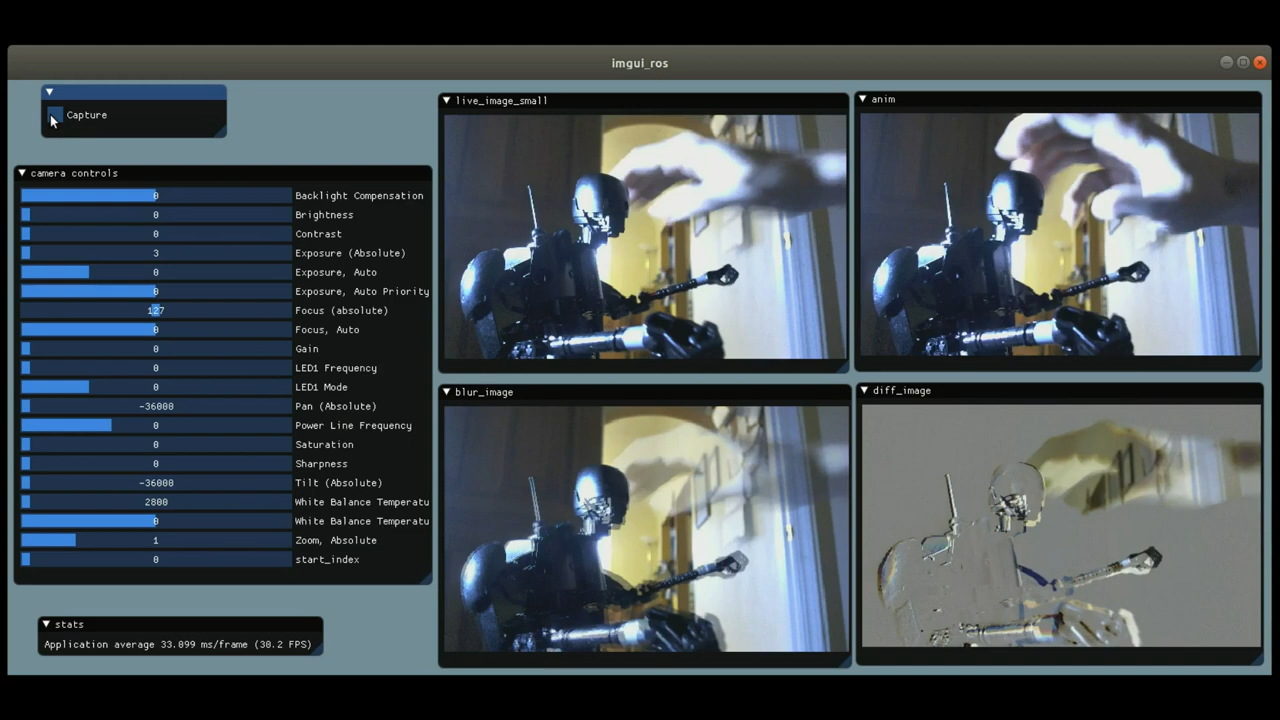 imgui_ros
Capture
camera controls
0 Backlight Compensation
0 Brightness
0 Contrast
3 Exposure (Absolute)
0 Exposure, Auto
0 Exposure, Auto Priority
127 Focus (absolute)
0 Focus, Auto
0 Gain
0 LED1 Frequency
0 LED1 Mode
-36000 Pan (Absolute)
0 Power Line Frequency
0 Saturation
0 Sharpness
-36000 Tilt (Absolute)
2800 White Balance Temperatu
0 White Balance Temperatu
1 Zoom, Absolute
0 start_index
stats
Application average 33.099 ms/frame (30.2 FPS)
live_image_small
anim
blur_image
diff_image